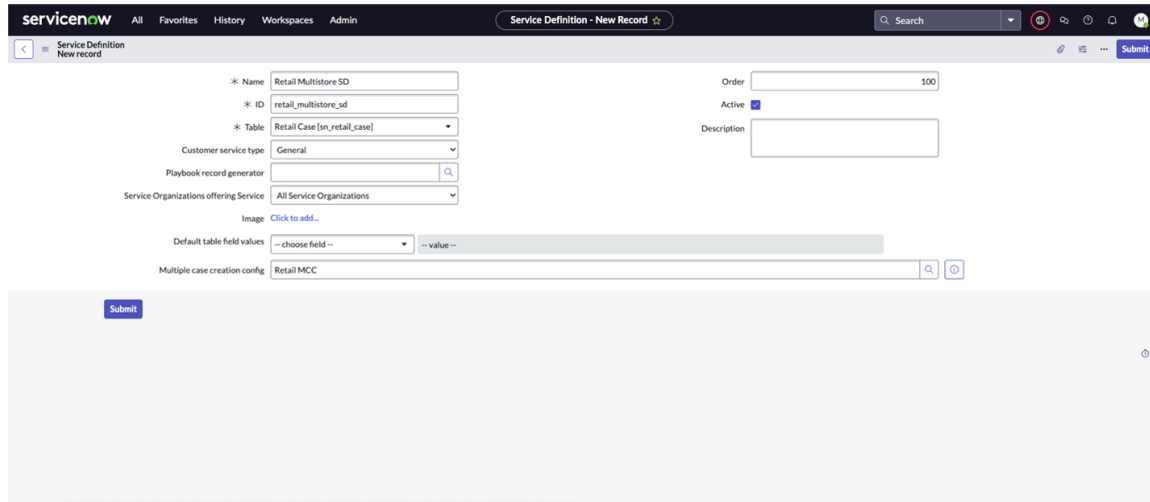 servicenow All Favorites History Workspaces Admin Service Definition - New Record Search M
Service Definition
New record
Submit
Name Retail Multistore SD
ID retail_multistore_sd
Table Retail Case [sn_retail_case]
Customer service type General
Playbook record generator
Service Organizations offering Service All Service Organizations
Image Click to add...
Default table field values -- choose field -- -- value --
Multiple case creation config Retail MCC
Order 100
Active
Description
Submit